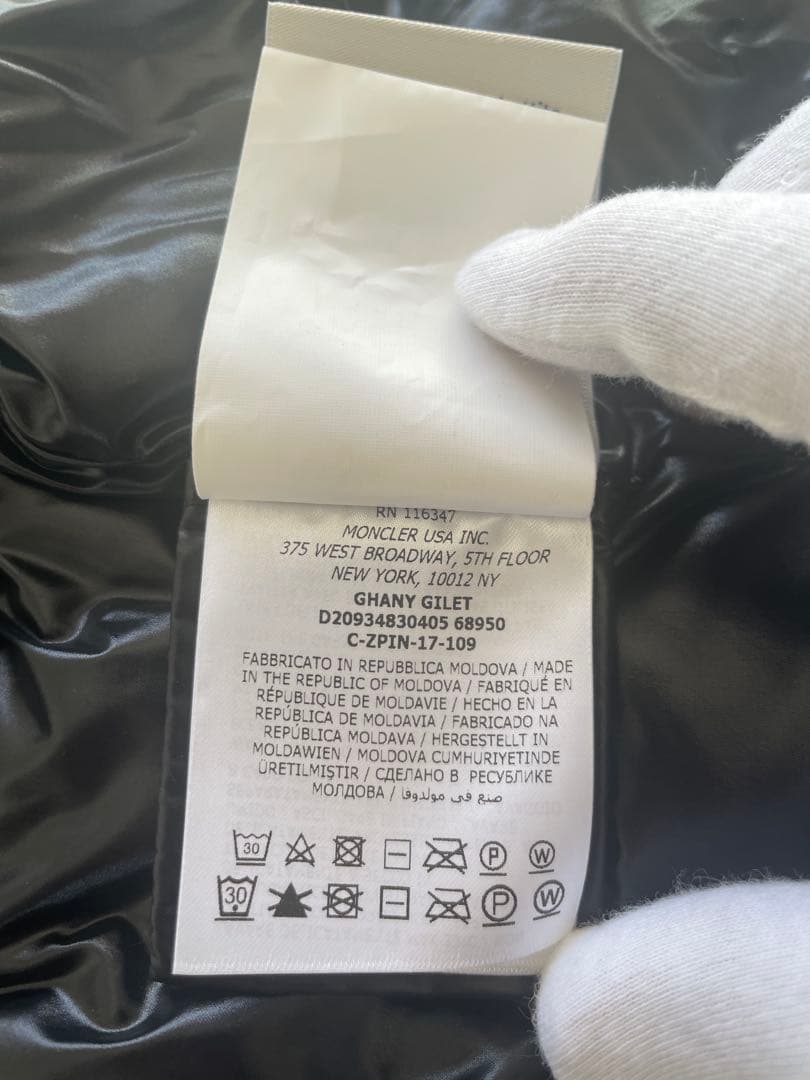 RN 116347
MONCLER USA INC.
375 WEST BROADWAY, 5TH FLOOR
NEW YORK, 10012 NY
GHANY GILET
D20934830405 68950
C-ZPIN-17-109
FABBRICATO IN REPUBBLICA MOLDOVA / MADE
IN THE REPUBLIC OF MOLDOVA / FABRIQUÉ EN
RÉPUBLIQUE DE MOLDAVIE / HECHO EN LA
REPÚBLICA DE MOLDAVIA / FABRICADO NA
REPÚBLICA MOLDAVA / HERGESTELLT IN
MOLDAWIEN / MOLDOVA CUMHURIYETINDE
ÜRETILMIŞTIR / СДЕЛАНО В РЕСУБЛИКЕ
МОЛДОВА / صنع في مولدوفا
30 P W
30 P W